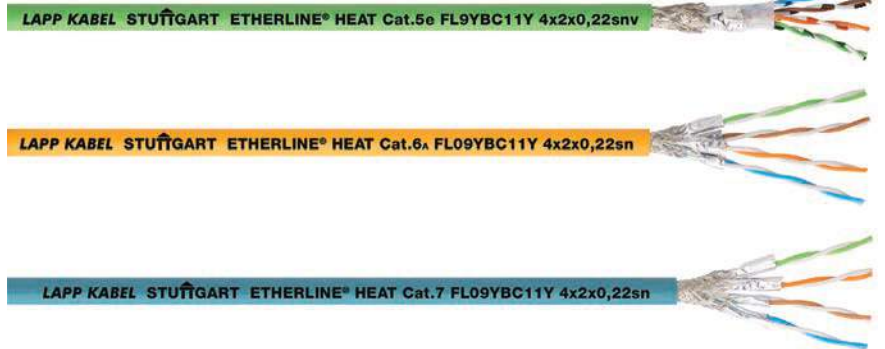 LAPP KABEL STUTTGART ETHERLINE® HEAT Cat.5e FL9YBC11Y 4x2x0,22snv
LAPP KABEL STUTTGART ETHERLINE® HEAT Cat.6A FL09YBC11Y 4x2x0,22sn
LAPP KABEL STUTTGART ETHERLINE® HEAT Cat.7 FL09YBC11Y 4x2x0,22sn